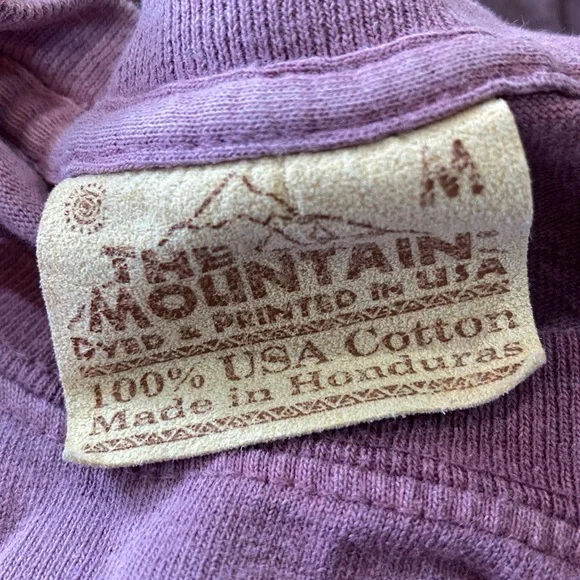 M
THE
MOUNTAIN
DYED & PRINTED IN USA
100% USA Cotton
Made in Honduras